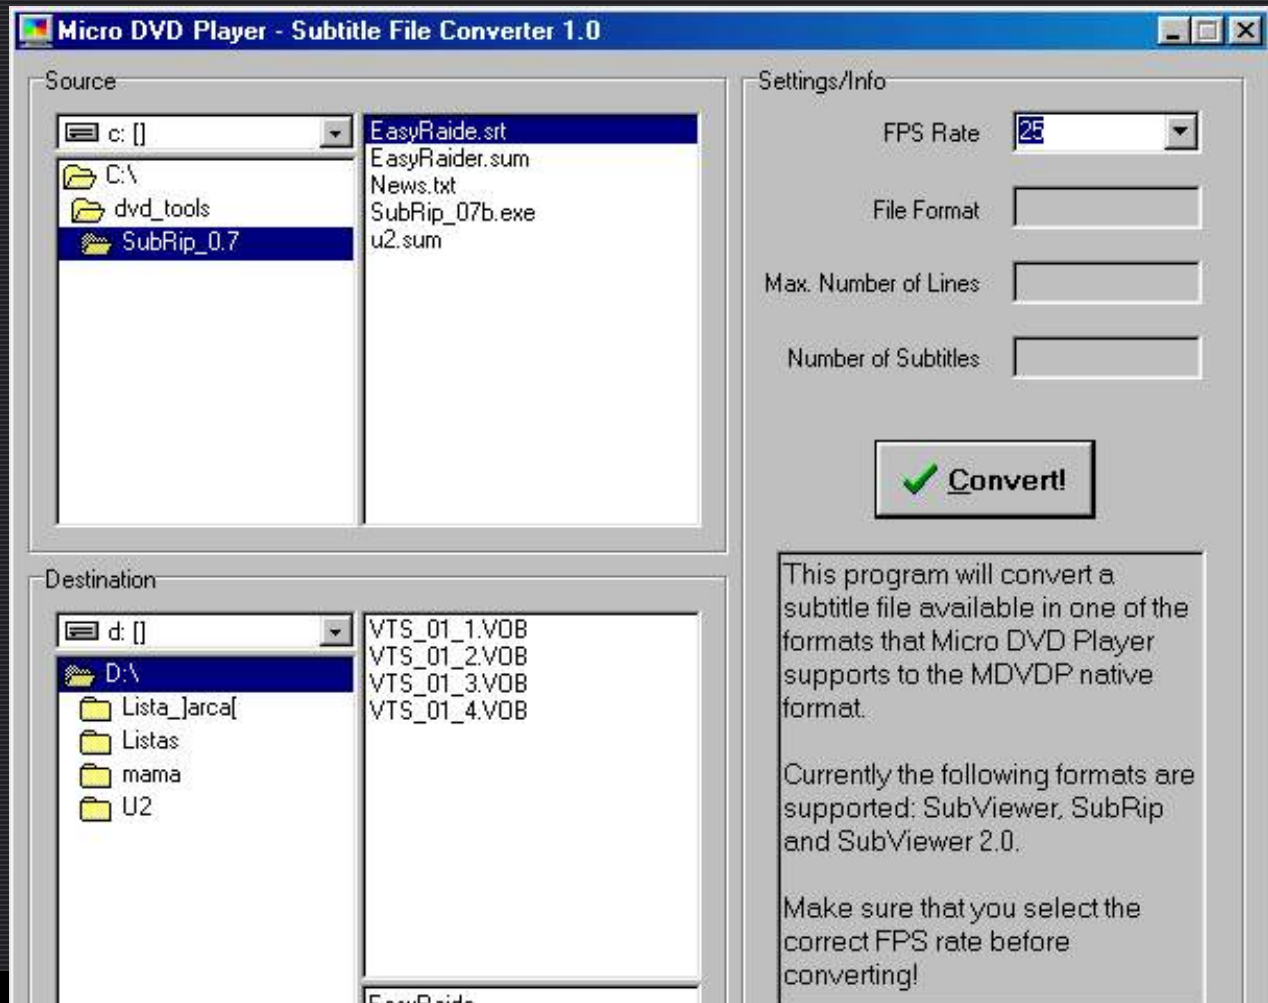 Micro DVD Player - Subtitle File Converter 1.0
Source
c: []
C:\
dvd_tools
SubRip_0.7
EasyRaide.srt
EasyRaider.sum
News.txt
SubRip_07b.exe
u2.sum
Settings/Info
FPS Rate
25
File Format
Max. Number of Lines
Number of Subtitles
Convert!
Destination
d: []
D:\
Lista_]arca[
Listas
mama
U2
VTS_01_1.VOB
VTS_01_2.VOB
VTS_01_3.VOB
VTS_01_4.VOB
This program will convert a
subtitle file available in one of the
formats that Micro DVD Player
supports to the MDVDP native
format.
Currently the following formats are
supported: SubViewer, SubRip
and SubViewer 2.0.
Make sure that you select the
correct FPS rate before
converting!